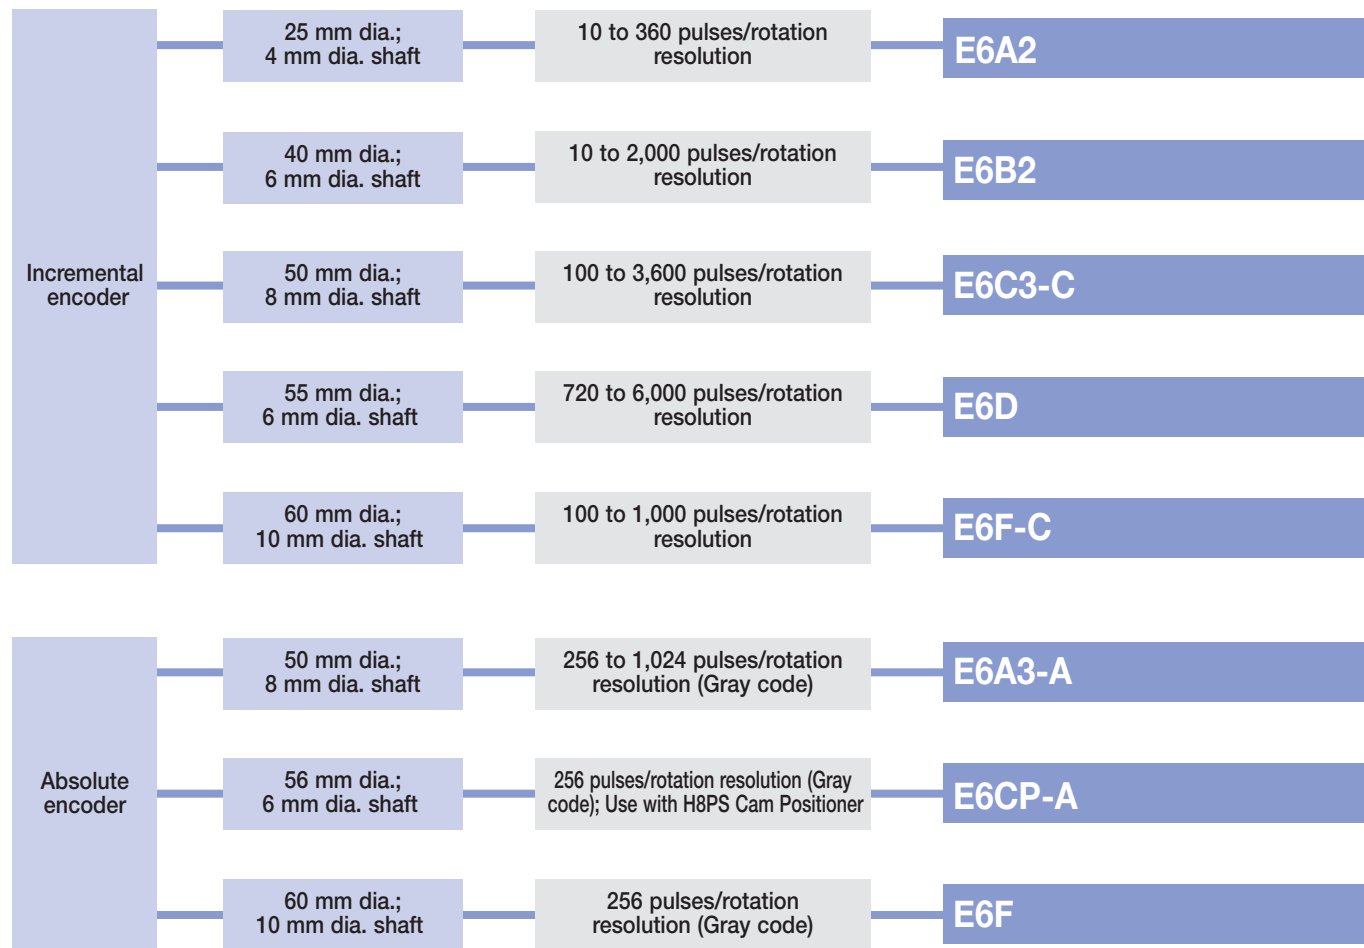 25 mm dia.;
4 mm dia. shaft
10 to 360 pulses/rotation
resolution
E6A2
40 mm dia.;
6 mm dia. shaft
10 to 2,000 pulses/rotation
resolution
E6B2
Incremental
encoder
50 mm dia.;
8 mm dia. shaft
100 to 3,600 pulses/rotation
resolution
E6C3-C
55 mm dia.;
6 mm dia. shaft
720 to 6,000 pulses/rotation
resolution
E6D
60 mm dia.;
10 mm dia. shaft
100 to 1,000 pulses/rotation
resolution
E6F-C
50 mm dia.;
8 mm dia. shaft
256 to 1,024 pulses/rotation
resolution (Gray code)
E6A3-A
Absolute
encoder
56 mm dia.;
6 mm dia. shaft
256 pulses/rotation resolution (Gray
code); Use with H8PS Cam Positioner
E6CP-A
60 mm dia.;
10 mm dia. shaft
256 pulses/rotation
resolution (Gray code)
E6F